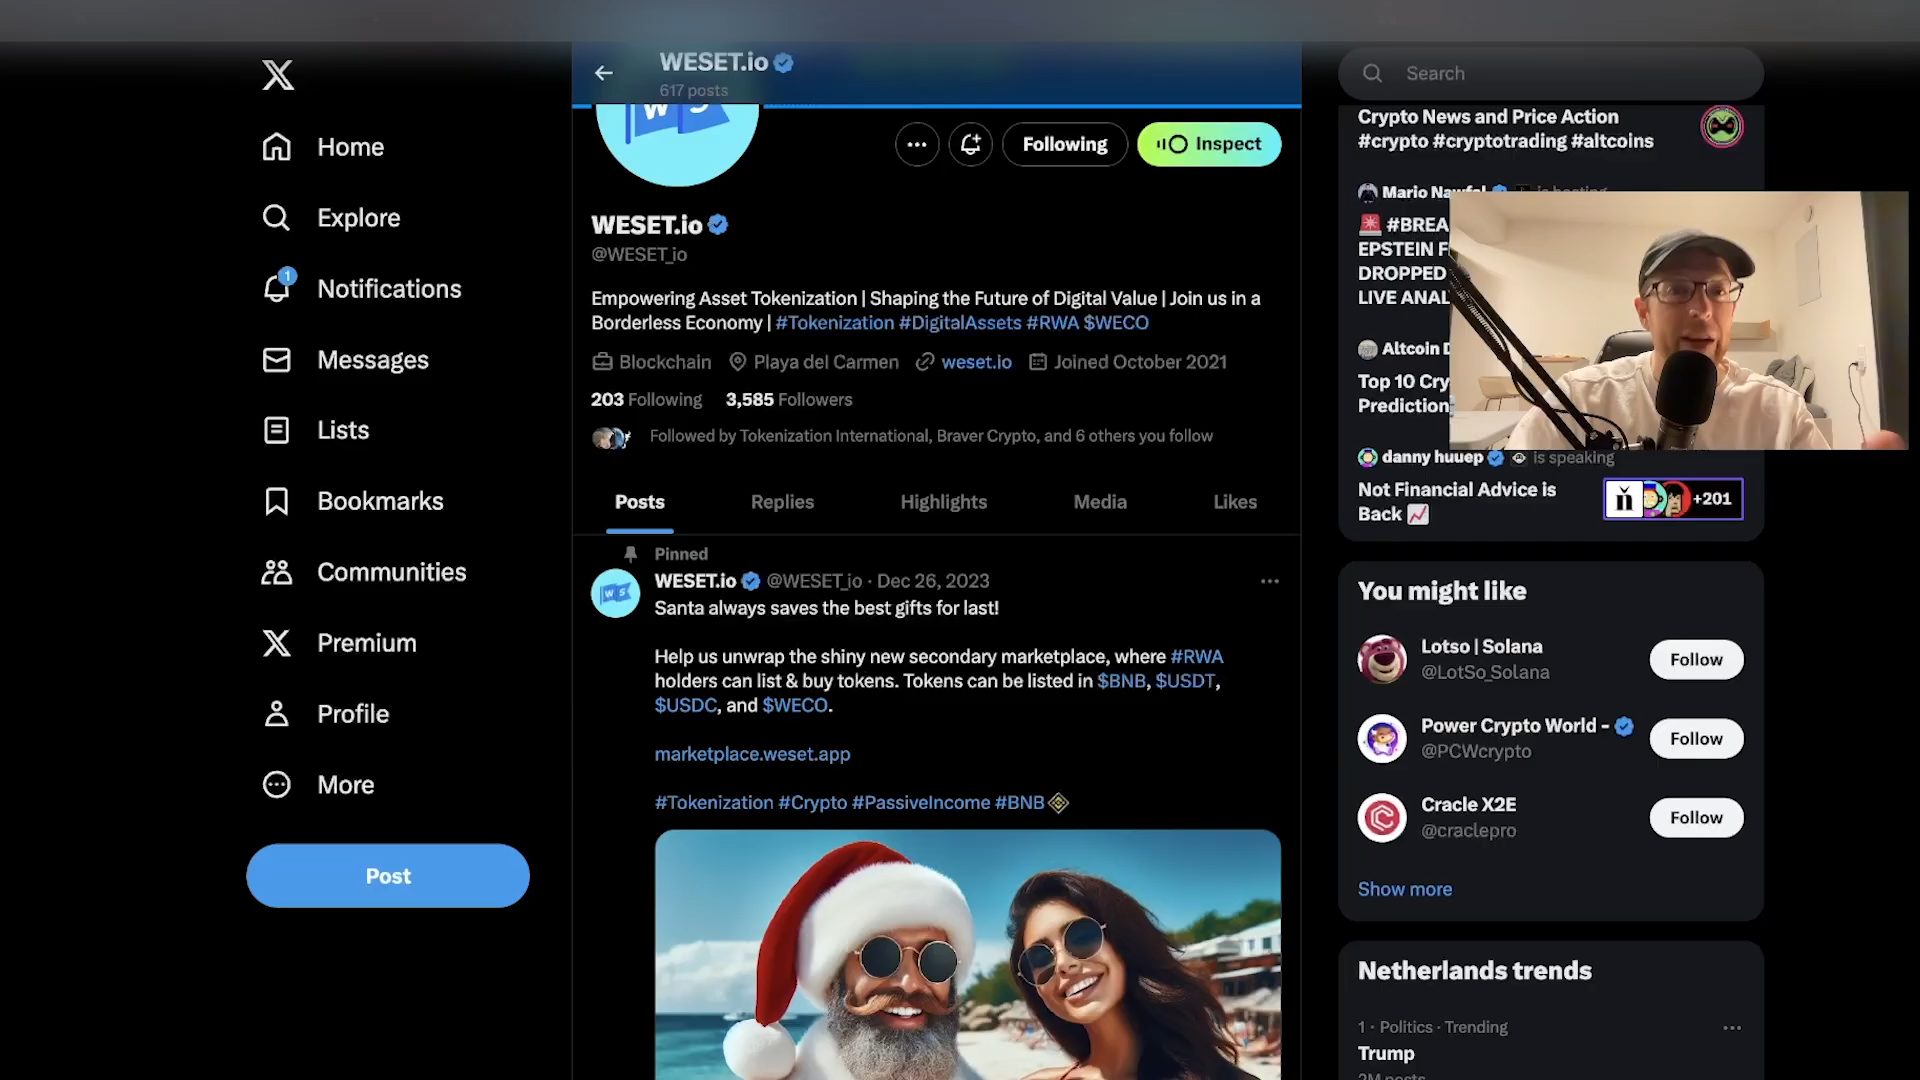 Home
Explore
1
Notifications
Messages
Lists
Bookmarks
Communities
Premium
Profile
More
Post
WESET.io
617 posts
W S
Following
Inspect
WESET.io
@WESET_io
Empowering Asset Tokenization | Shaping the Future of Digital Value | Join us in a
Borderless Economy | #Tokenization #DigitalAssets #RWA $WECO
Blockchain Playa del Carmen weset.io Joined October 2021
203 Following 3,585 Followers
Followed by Tokenization International, Braver Crypto, and 6 others you follow
Posts Replies Highlights Media Likes
Pinned
WESET.io @WESET_io · Dec 26, 2023
W S
Santa always saves the best gifts for last!
Help us unwrap the shiny new secondary marketplace, where #RWA
holders can list & buy tokens. Tokens can be listed in $BNB, $USDT,
$USDC, and $WECO.
marketplace.weset.app
#Tokenization #Crypto #PassiveIncome #BNB
Search
Crypto News and Price Action
#crypto #cryptotrading #altcoins
Mario Nawfal is hosting
#BREA
EPSTEIN F
DROPPED
LIVE ANAL
Altcoin D
Top 10 Cry
Prediction
danny huuep is speaking
Not Financial Advice is
Back
+201
You might like
Lotso | Solana
@LotSo_Solana
Follow
Power Crypto World -
@PCWcrypto
Follow
Cracle X2E
@craclepro
Follow
Show more
Netherlands trends
1 · Politics · Trending
Trump
2M posts